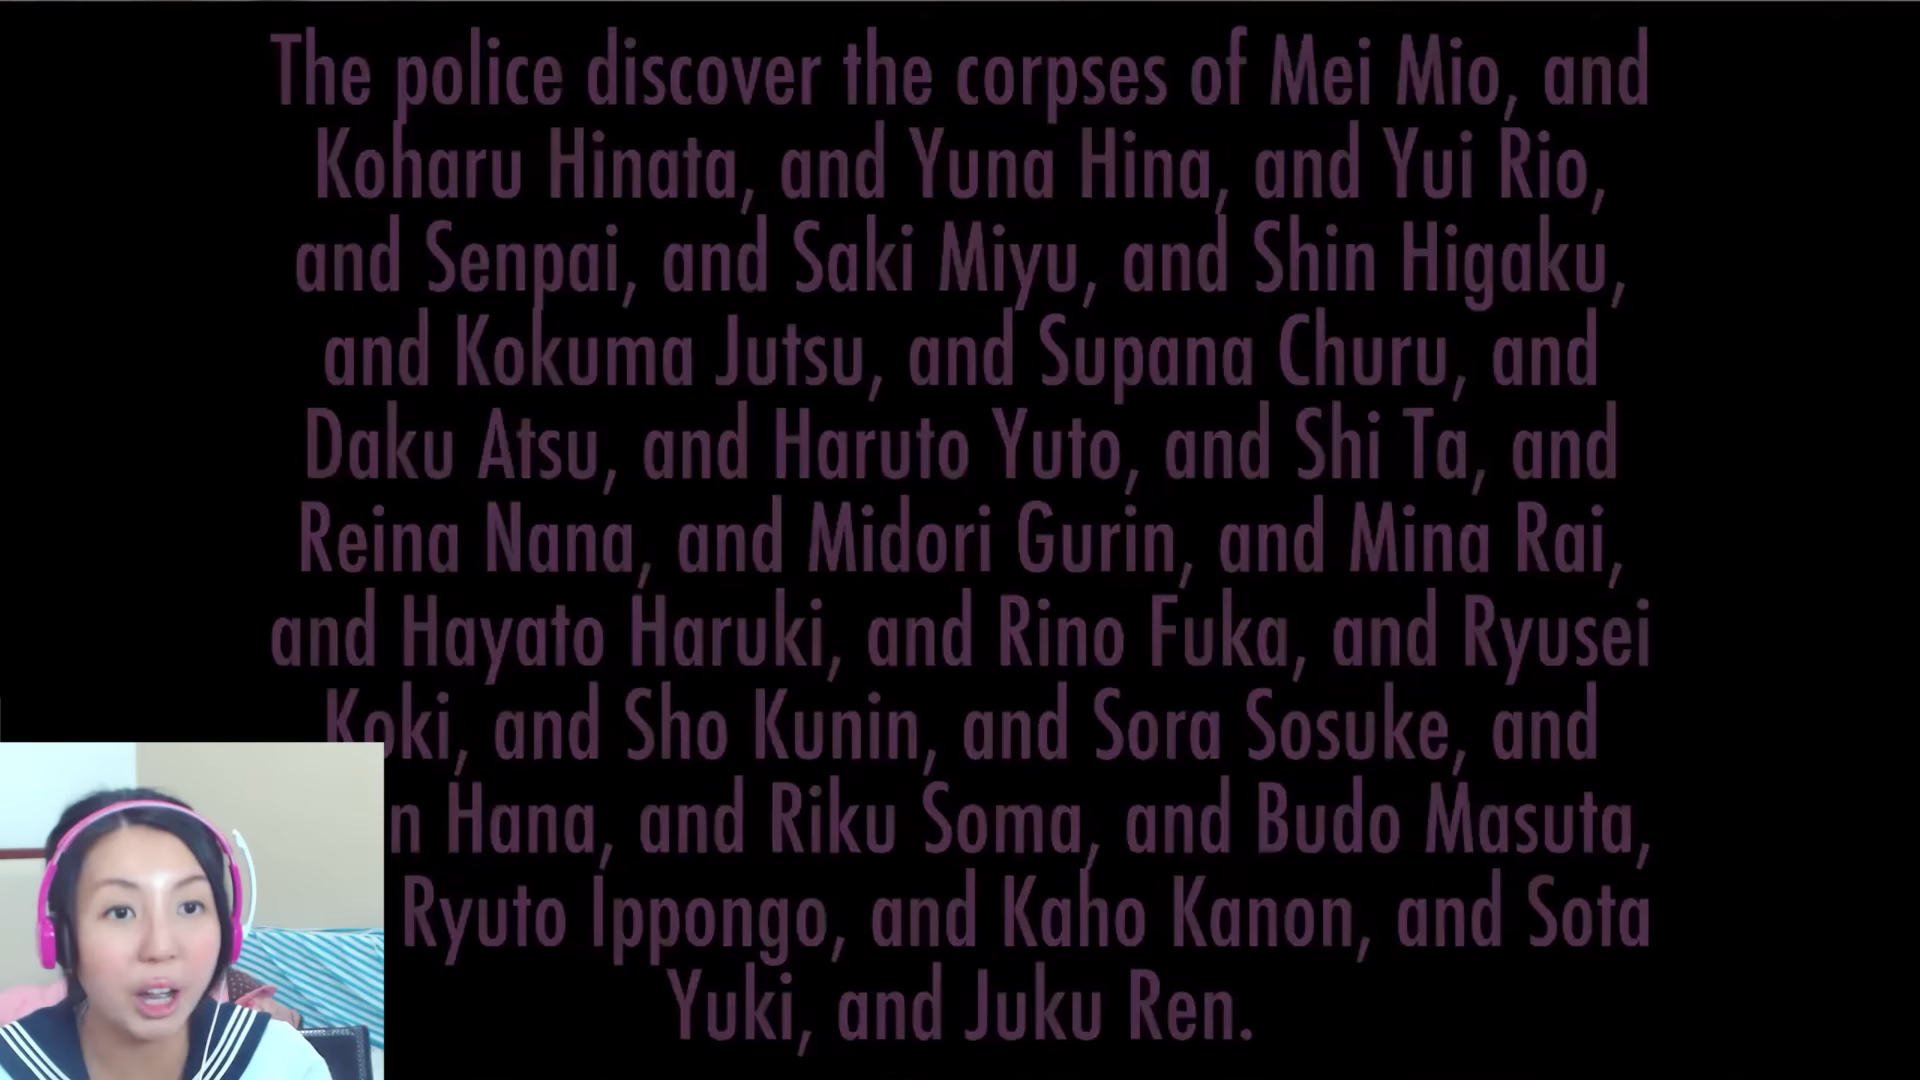 The police discover the corpses of Mei Mio, and
Koharu Hinata, and Yuna Hina, and Yui Rio,
and Senpai, and Saki Miyu, and Shin Higaku,
and Kokuma Jutsu, and Supana Churu, and
Daku Atsu, and Haruto Yuto, and Shi Ta, and
Reina Nana, and Midori Gurin, and Mina Rai,
and Hayato Haruki, and Rino Fuka, and Ryusei
Koki, and Sho Kunin, and Sora Sosuke, and
Hana, and Riku Soma, and Budo Masuta,
Ryuto Ippongo, and Kaho Kanon, and Sota
Yuki, and Juku Ren.